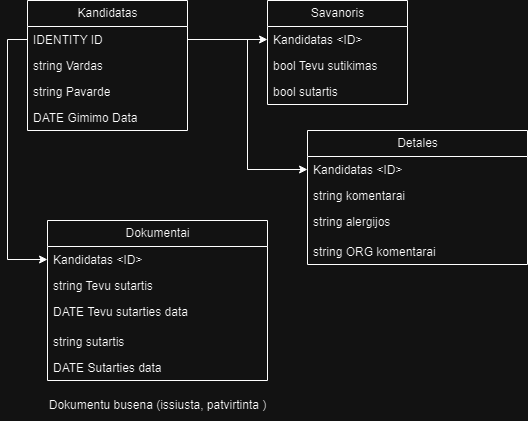 Kandidatas
IDENTITY ID
string Vardas
string Pavarde
DATE Gimimo Data
Savanoris
Kandidatas <ID>
bool Tevu sutikimas
bool sutartis
Detales
Kandidatas <ID>
string komentarai
string alergijos
string ORG komentarai
Dokumentai
Kandidatas <ID>
string Tevu sutartis
DATE Tevu sutarties data
string sutartis
DATE Sutarties data
Dokumentu busena (issiusta, patvirtinta )